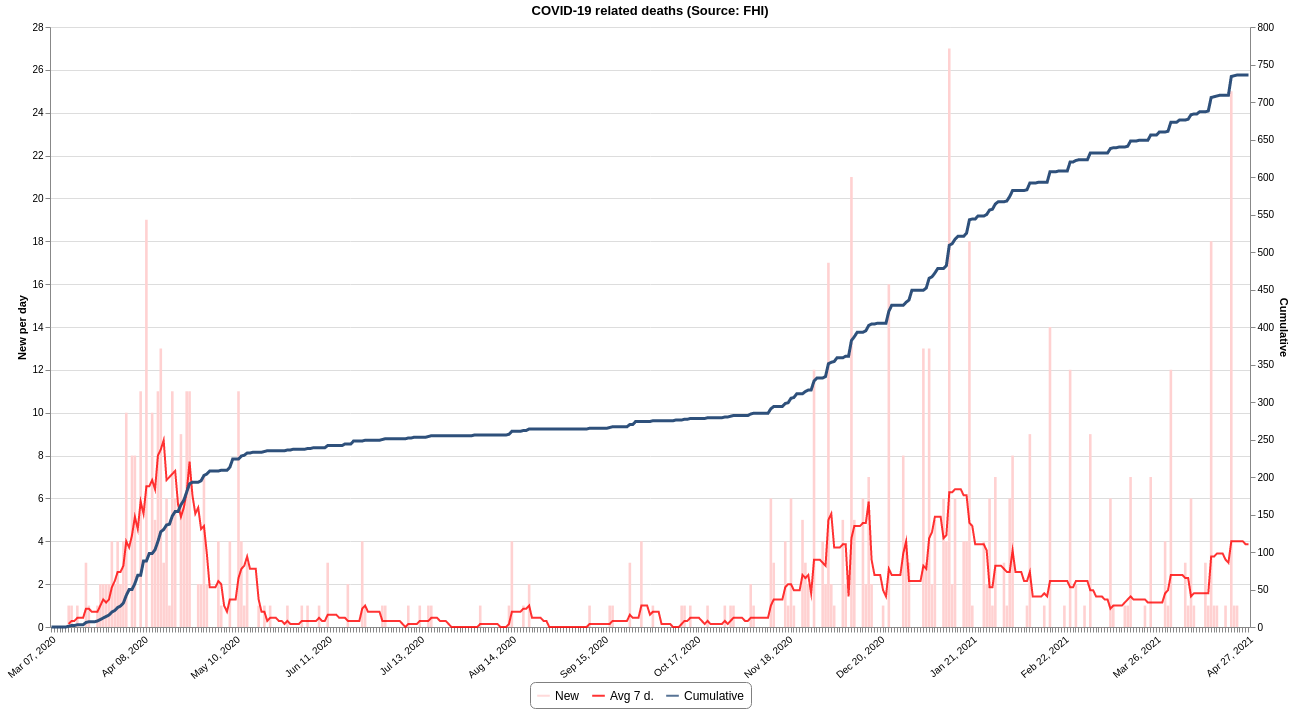 COVID-19 related deaths (Source: FHI)
28
26
24
22
20
18
16
14
12
10
8
6
4
2
0
New per day
800
750
700
650
600
550
500
450
400
350
300
250
200
150
100
50
0
Cumulative
Mar 07, 2020
Apr 08, 2020
May 10, 2020
Jun 11, 2020
Jul 13, 2020
Aug 14, 2020
Sep 15, 2020
Oct 17, 2020
Nov 18, 2020
Dec 20, 2020
Jan 21, 2021
Feb 22, 2021
Mar 26, 2021
Apr 27, 2021
New Avg 7 d. Cumulative